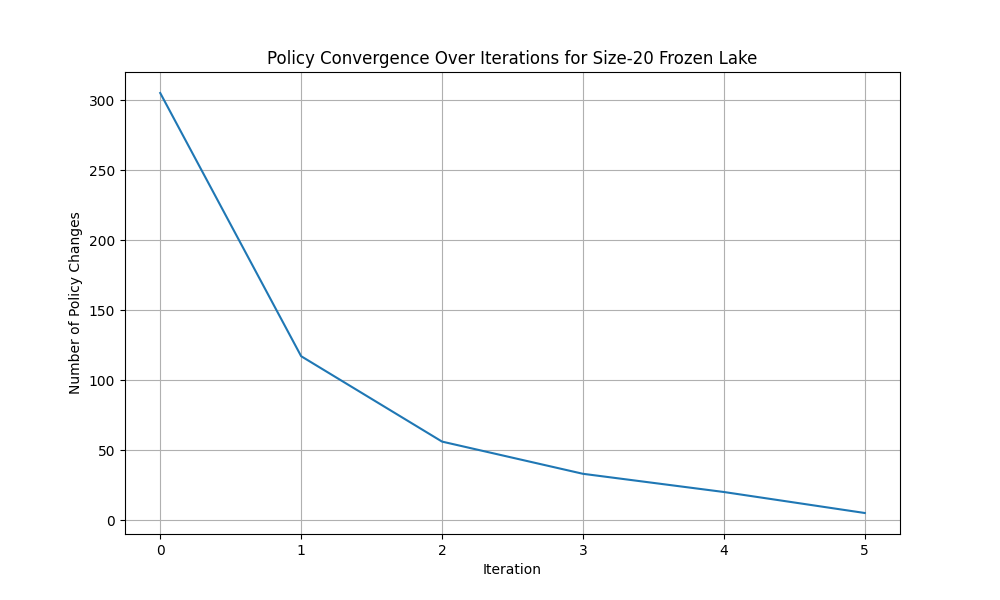 Policy Convergence Over Iterations for Size-20 Frozen Lake
Number of Policy Changes
300
250
200
150
100
50
0
0 1 2 3 4 5
Iteration